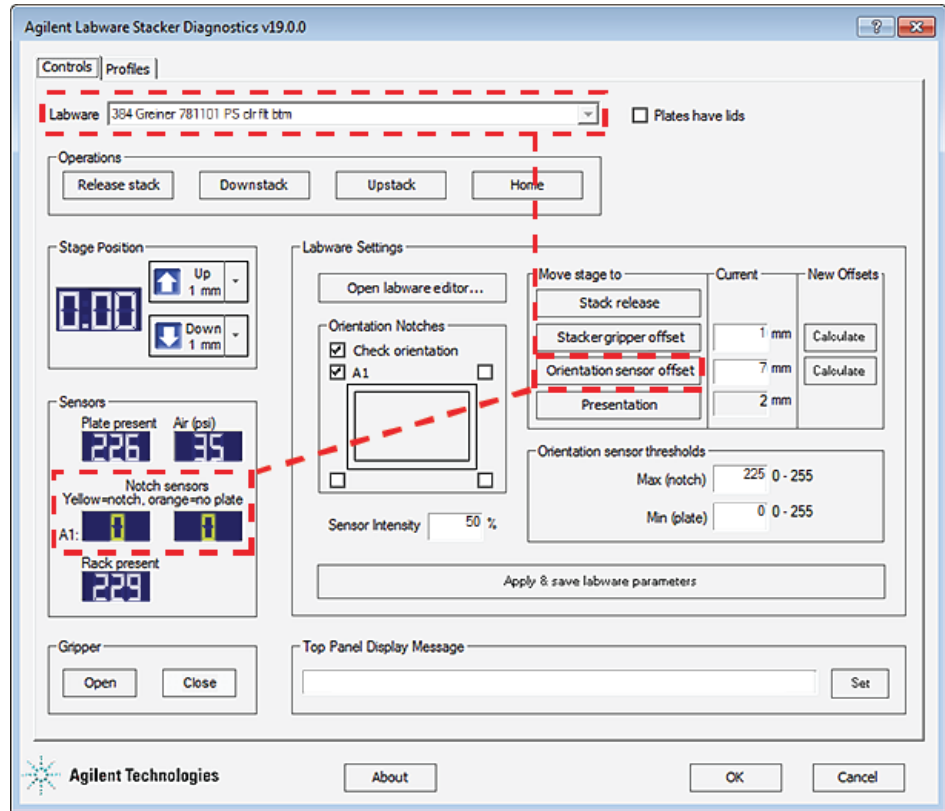 Agilent Labware Stacker Diagnostics v19.0.0
Controls Profiles
Labware 384 Greiner 781101 PS clr flt btm
Plates have lids
Operations
Release stack Downstack Upstack Home
Stage Position
0.00
Up
1 mm
Down
1 mm
Labware Settings
Open labware editor...
Orientation Notches
Check orientation
A1
Sensor Intensity 50 %
Move stage to Current New Offsets
Stack release
Stacker gripper offset 1 mm Calculate
Orientation sensor offset 7 mm Calculate
Presentation 2 mm
Orientation sensor thresholds
Max (notch) 225 0 - 255
Min (plate) 0 0 - 255
Apply & save labware parameters
Sensors
Plate present Air (psi)
226 35
Notch sensors
Yellow=notch, orange=no plate
A1: 0 0
Rack present
229
Gripper
Open Close
Top Panel Display Message
Set
Agilent Technologies
About OK Cancel